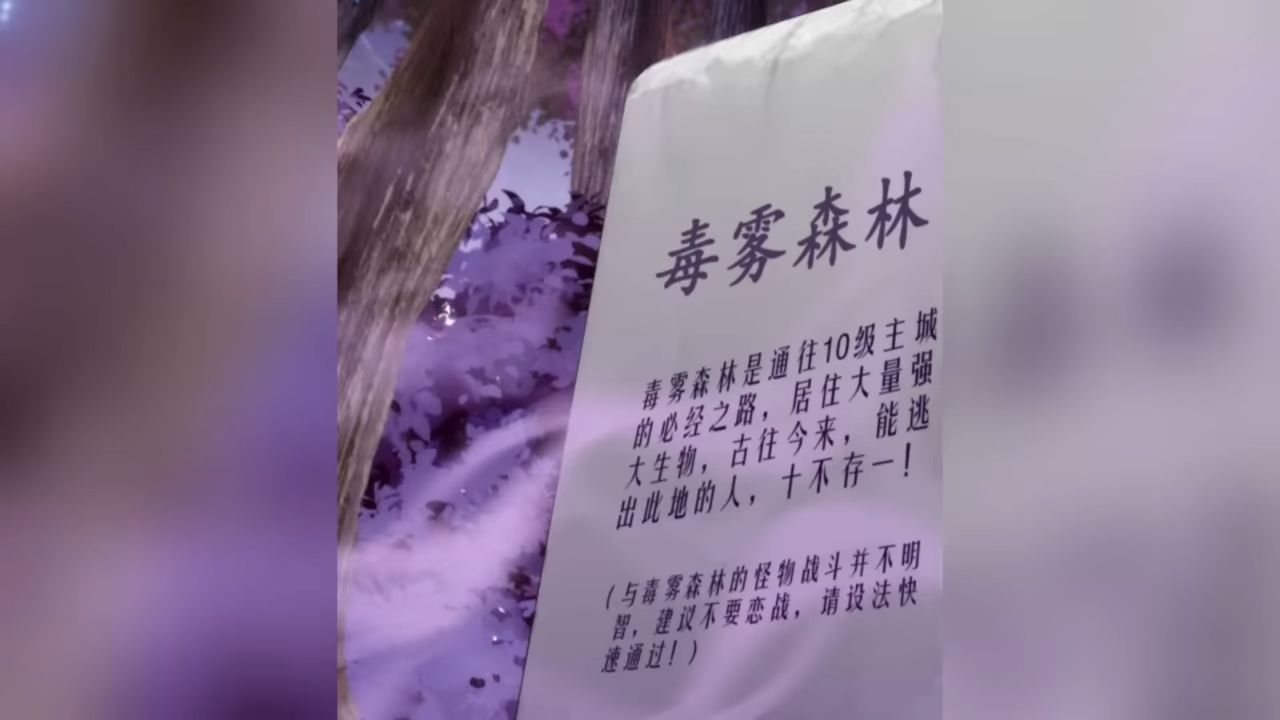 毒雾森林
毒雾森林是通往10级主城
的必经之路，居住大量强
大生物，古往今来，能逃
出此地的人，十不存一！
（与毒雾森林的怪物战斗并不明
智，建议不要恋战，请设法快
速通过！）